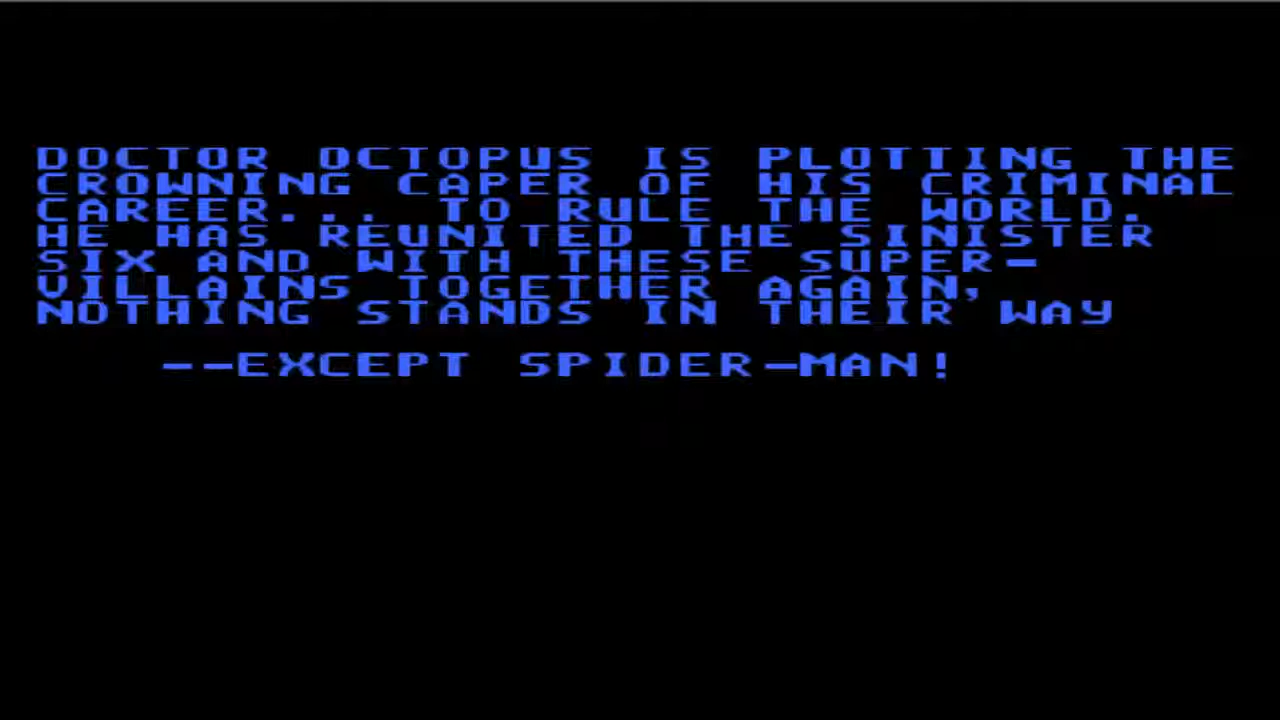 DOCTOR OCTOPUS IS PLOTTING THE
CROWNING CAPER OF HIS CRIMINAL
CAREER... TO RULE THE WORLD.
HE HAS REUNITED THE SINISTER
SIX AND WITH THESE SUPER-
VILLAINS TOGETHER AGAIN,
NOTHING STANDS IN THEIR WAY
--EXCEPT SPIDER-MAN!